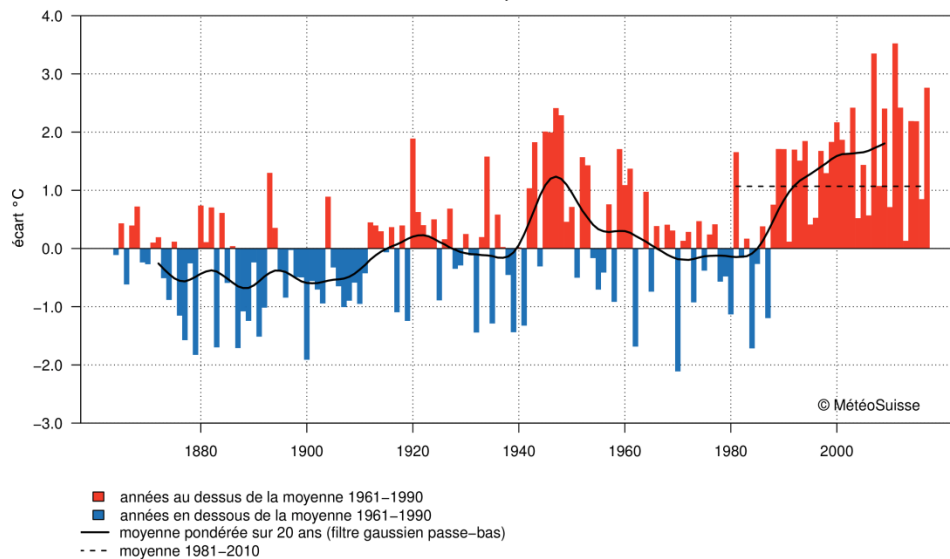 4.0
3.0
2.0
1.0
0.0
−1.0
−2.0
−3.0
écart °C
© MétéoSuisse
1880 1900 1920 1940 1960 1980 2000
années au dessus de la moyenne 1961−1990
années en dessous de la moyenne 1961−1990
moyenne pondérée sur 20 ans (filtre gaussien passe−bas)
moyenne 1981−2010